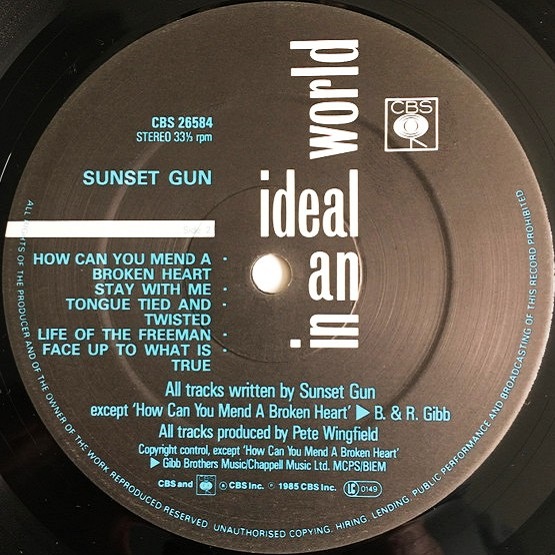 CBS 26584
STEREO 33⅓ rpm
SUNSET GUN
Side 2
in an ideal world
CBS
HOW CAN YOU MEND A
BROKEN HEART ·
STAY WITH ME ·
TONGUE TIED AND ·
TWISTED
LIFE OF THE FREEMAN ·
FACE UP TO WHAT IS ·
TRUE
All tracks written by Sunset Gun
except 'How Can You Mend A Broken Heart' ▶ B. & R. Gibb
All tracks produced by Pete Wingfield
Copyright control, except 'How Can You Mend A Broken Heart'
▶ Gibb Brothers Music/Chappell Music Ltd. MCPS/BIEM
CBS and ℗ CBS Inc. © 1985 CBS Inc. LC 0149
ALL RIGHTS OF THE PRODUCER AND OF THE OWNER OF THE WORK REPRODUCED RESERVED UNAUTHORISED COPYING, HIRING, LENDING, PUBLIC PERFORMANCE AND BROADCASTING OF THIS RECORD PROHIBITED